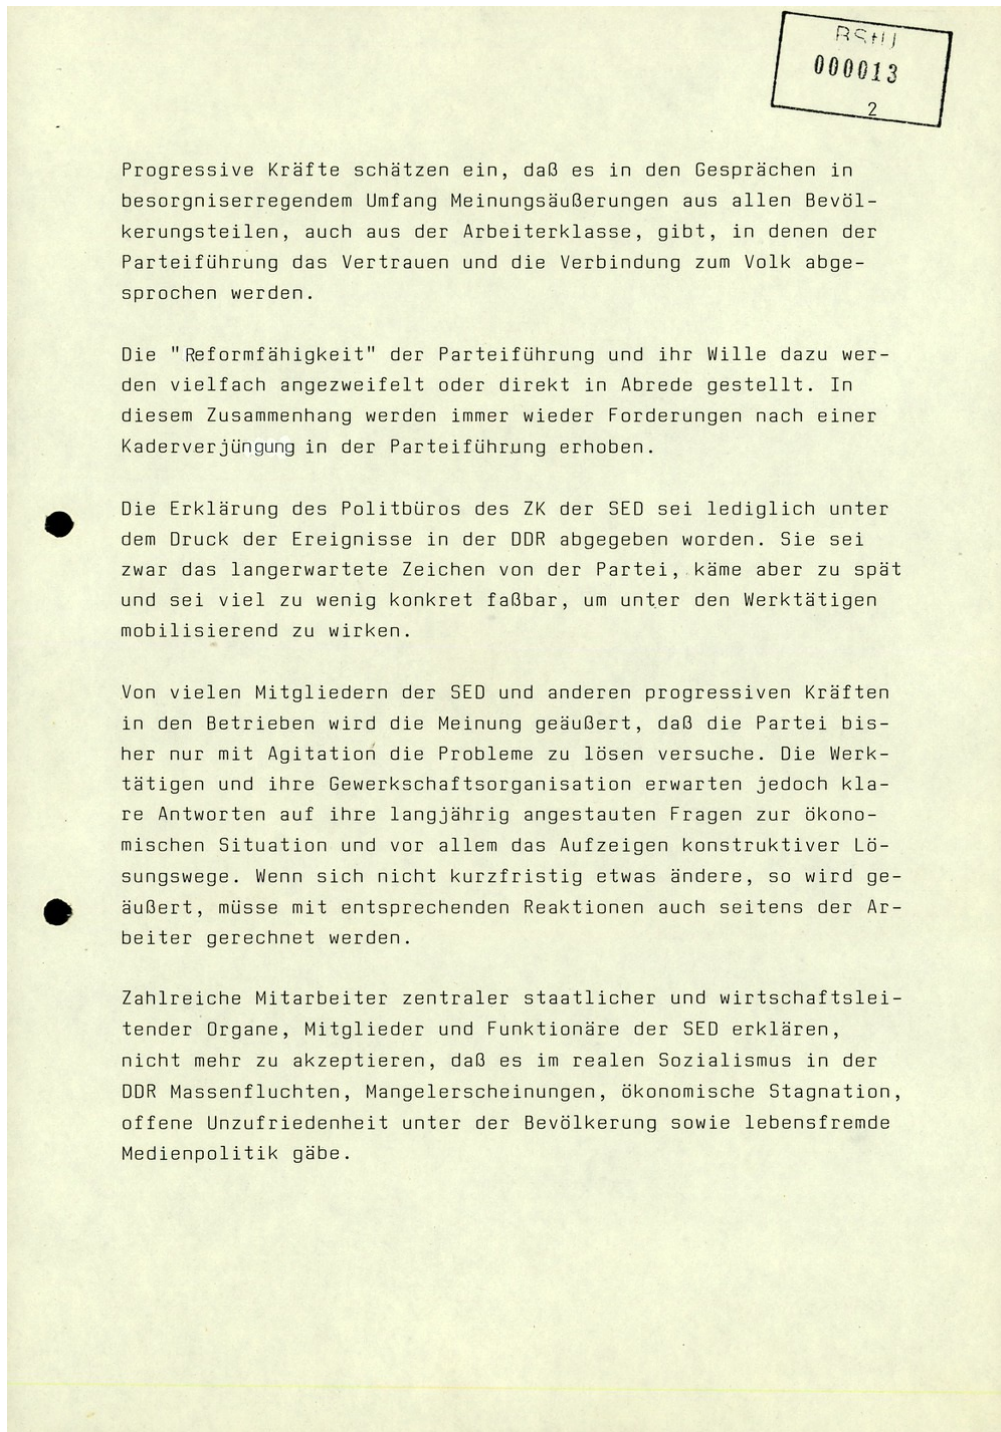 BStU
000013
2
Progressive Kräfte schätzen ein, daß es in den Gesprächen in
besorgniserregendem Umfang Meinungsäußerungen aus allen Bevöl-
kerungsteilen, auch aus der Arbeiterklasse, gibt, in denen der
Parteiführung das Vertrauen und die Verbindung zum Volk abge-
sprochen werden.
Die "Reformfähigkeit" der Parteiführung und ihr Wille dazu wer-
den vielfach angezweifelt oder direkt in Abrede gestellt. In
diesem Zusammenhang werden immer wieder Forderungen nach einer
Kaderverjüngung in der Parteiführung erhoben.
Die Erklärung des Politbüros des ZK der SED sei lediglich unter
dem Druck der Ereignisse in der DDR abgegeben worden. Sie sei
zwar das langerwartete Zeichen von der Partei, käme aber zu spät
und sei viel zu wenig konkret faßbar, um unter den Werktätigen
mobilisierend zu wirken.
Von vielen Mitgliedern der SED und anderen progressiven Kräften
in den Betrieben wird die Meinung geäußert, daß die Partei bis-
her nur mit Agitation die Probleme zu lösen versuche. Die Werk-
tätigen und ihre Gewerkschaftsorganisation erwarten jedoch kla-
re Antworten auf ihre langjährig angestauten Fragen zur ökono-
mischen Situation und vor allem das Aufzeigen konstruktiver Lö-
sungswege. Wenn sich nicht kurzfristig etwas ändere, so wird ge-
äußert, müsse mit entsprechenden Reaktionen auch seitens der Ar-
beiter gerechnet werden.
Zahlreiche Mitarbeiter zentraler staatlicher und wirtschaftslei-
tender Organe, Mitglieder und Funktionäre der SED erklären,
nicht mehr zu akzeptieren, daß es im realen Sozialismus in der
DDR Massenfluchten, Mangelerscheinungen, ökonomische Stagnation,
offene Unzufriedenheit unter der Bevölkerung sowie lebensfremde
Medienpolitik gäbe.